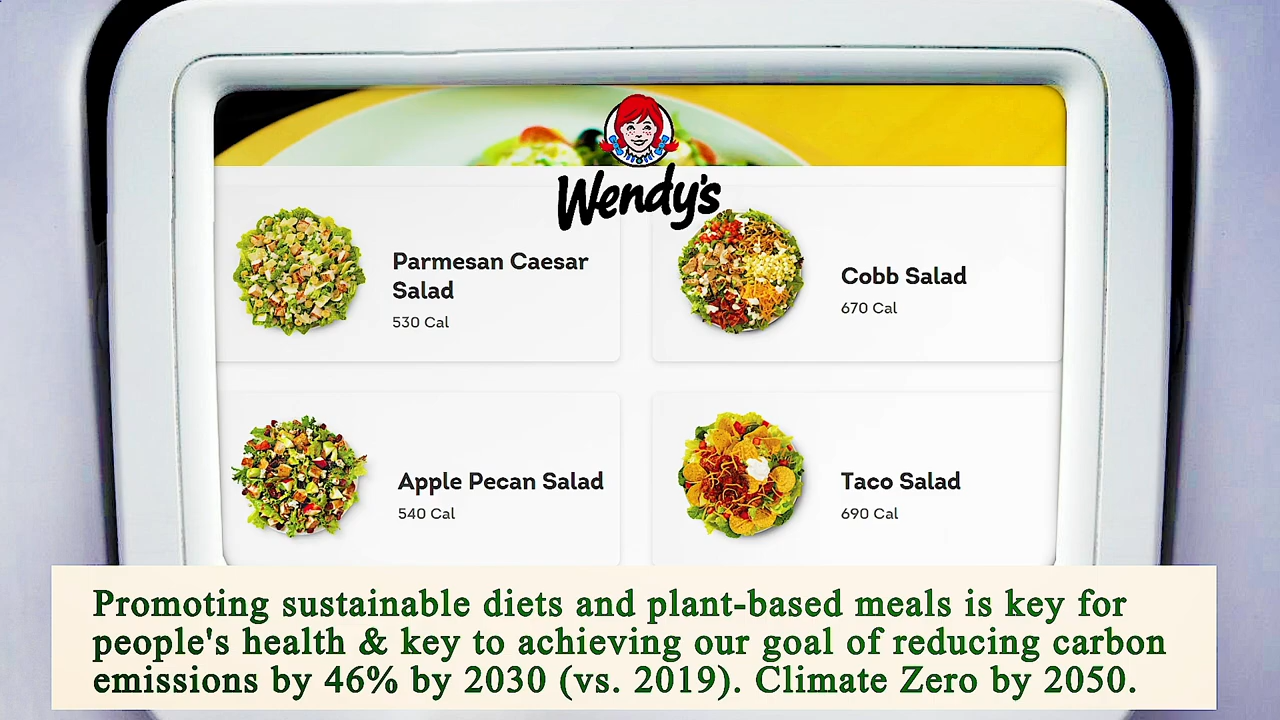 Wendy's
Parmesan Caesar
Salad
530 Cal
Cobb Salad
670 Cal
Apple Pecan Salad
540 Cal
Taco Salad
690 Cal
Promoting sustainable diets and plant-based meals is key for
people's health & key to achieving our goal of reducing carbon
emissions by 46% by 2030 (vs. 2019). Climate Zero by 2050.